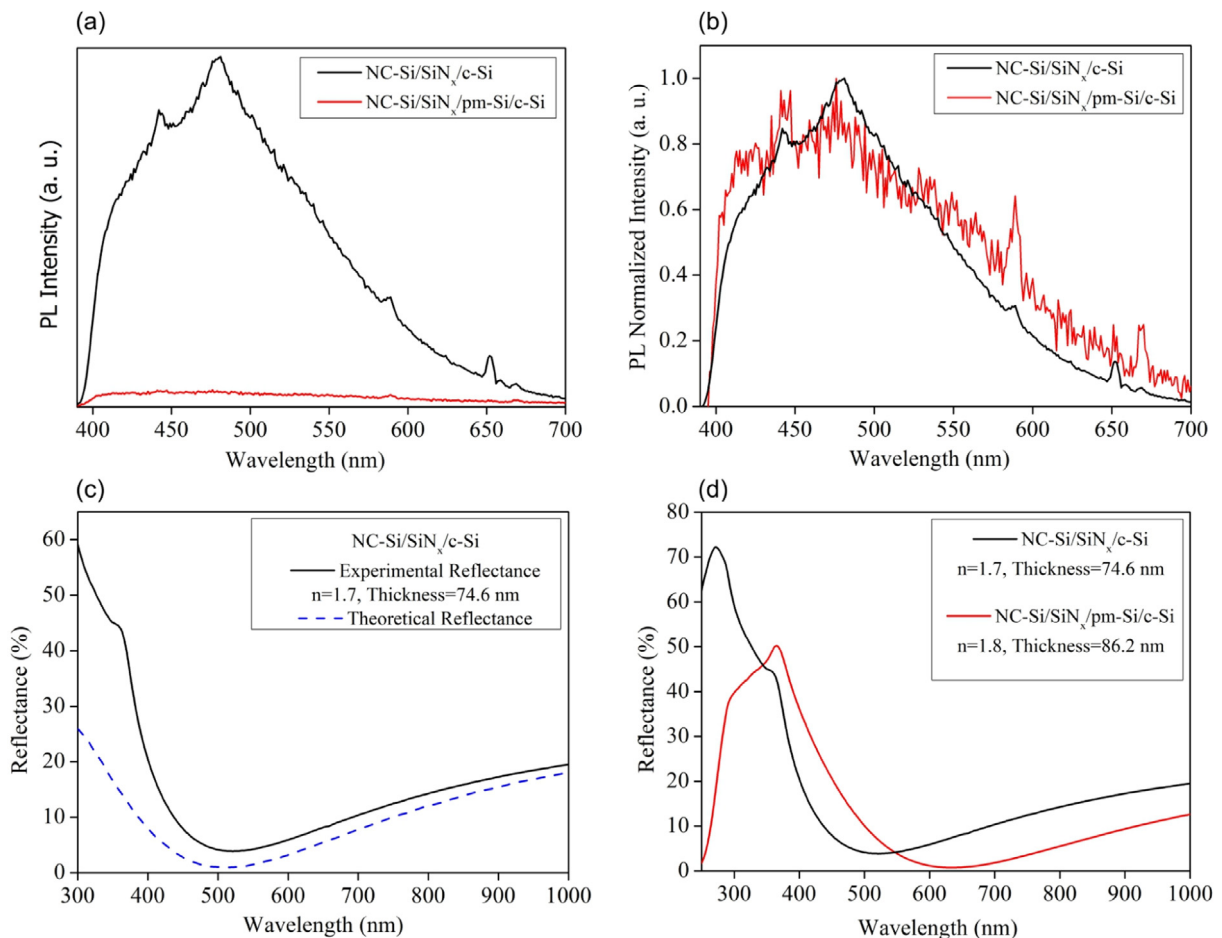 (a)
PL Intensity (a. u.)
NC-Si/SiNx/c-Si
NC-Si/SiNx/pm-Si/c-Si
400 450 500 550 600 650 700
Wavelength (nm)
(b)
PL Normalized Intensity (a. u.)
1.0
0.8
0.6
0.4
0.2
0.0
NC-Si/SiNx/c-Si
NC-Si/SiNx/pm-Si/c-Si
400 450 500 550 600 650 700
Wavelength (nm)
(c)
Reflectance (%)
60
50
40
30
20
10
0
NC-Si/SiNx/c-Si
Experimental Reflectance
n=1.7, Thickness=74.6 nm
Theoretical Reflectance
300 400 500 600 700 800 900 1000
Wavelength (nm)
(d)
Reflectance (%)
80
70
60
50
40
30
20
10
0
NC-Si/SiNx/c-Si
n=1.7, Thickness=74.6 nm
NC-Si/SiNx/pm-Si/c-Si
n=1.8, Thickness=86.2 nm
300 400 500 600 700 800 900 1000
Wavelength (nm)